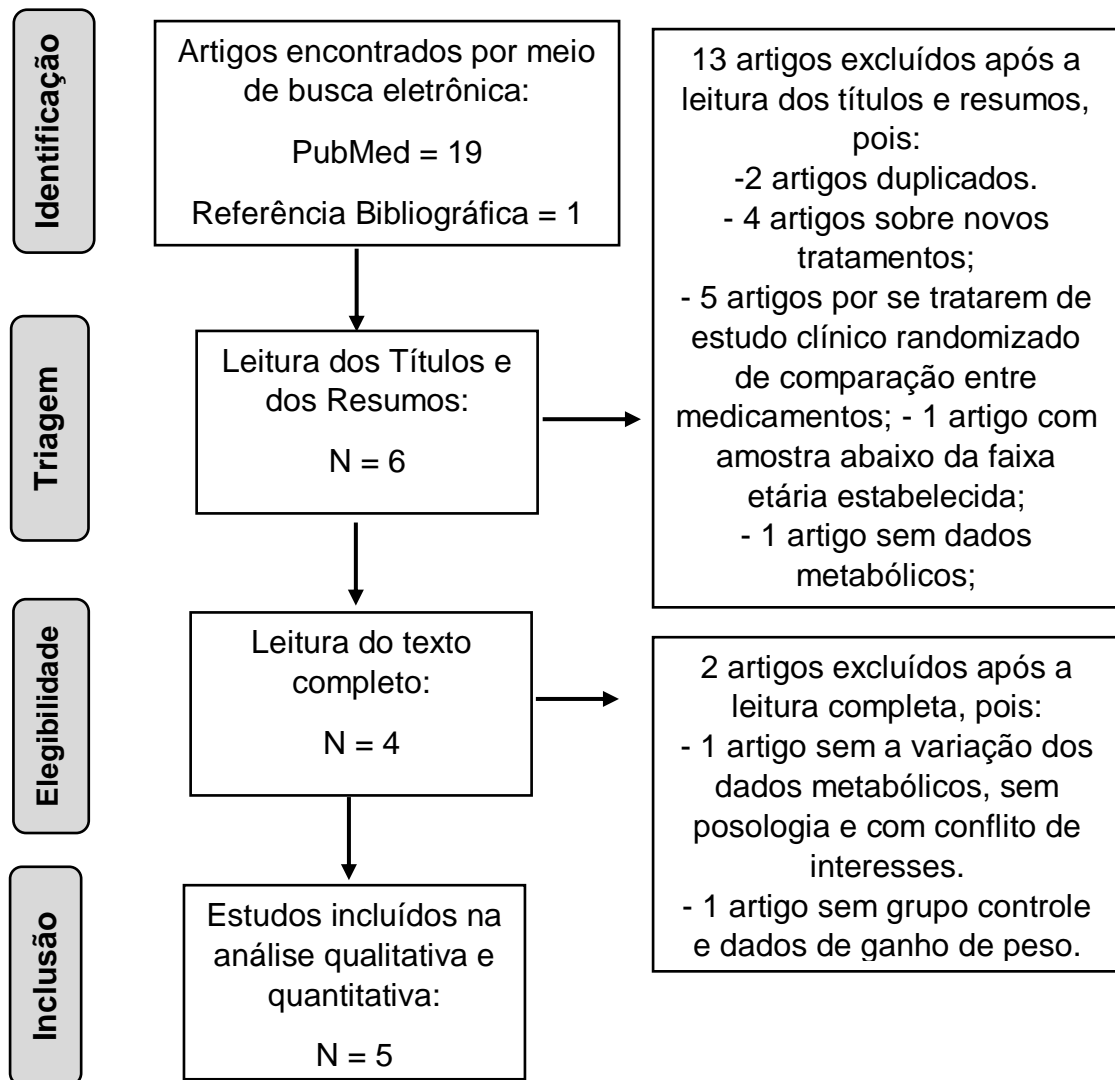 Identificação
Artigos encontrados por meio
de busca eletrônica:
PubMed = 19
Referência Bibliográfica = 1
13 artigos excluídos após a
leitura dos títulos e resumos,
pois:
-2 artigos duplicados.
- 4 artigos sobre novos
tratamentos;
- 5 artigos por se tratarem de
estudo clínico randomizado
de comparação entre
medicamentos; - 1 artigo com
amostra abaixo da faixa
etária estabelecida;
- 1 artigo sem dados
metabólicos;
Triagem
Leitura dos Títulos e
dos Resumos:
N = 6
Elegibilidade
Leitura do texto
completo:
N = 4
2 artigos excluídos após a
leitura completa, pois:
- 1 artigo sem a variação dos
dados metabólicos, sem
posologia e com conflito de
interesses.
- 1 artigo sem grupo controle
e dados de ganho de peso.
Inclusão
Estudos incluídos na
análise qualitativa e
quantitativa:
N = 5